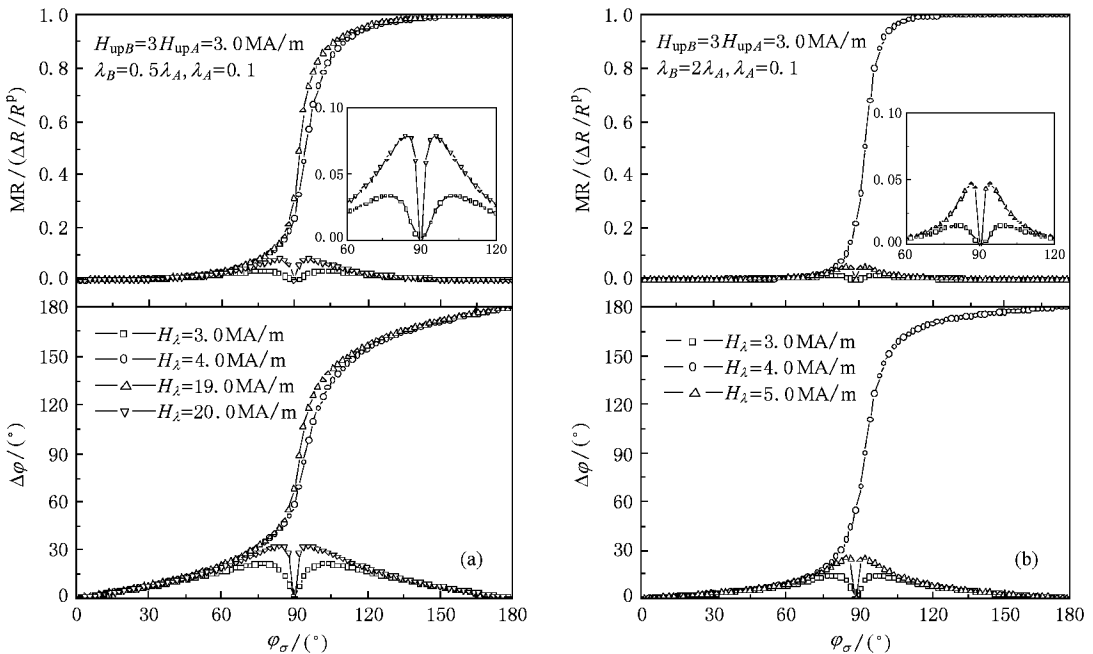 1.0
H_upB=3H_upA=3.0MA/m
λ_B=0.5λ_A, λ_A=0.1
0.8
0.6
0.4
0.2
0.0
MR/(ΔR/R^p)
0.10
0.05
0.00
60 90 120
180
150
120
90
60
30
0
Δφ/(°)
H_λ=3.0MA/m
H_λ=4.0MA/m
H_λ=19.0MA/m
H_λ=20.0MA/m
(a)
0 30 60 90 120 150 180
φ_σ/(°)
1.0
H_upB=3H_upA=3.0MA/m
λ_B=2λ_A, λ_A=0.1
0.8
0.6
0.4
0.2
0.0
MR/(ΔR/R^p)
0.10
0.05
0.00
60 90 120
180
150
120
90
60
30
0
Δφ/(°)
H_λ=3.0MA/m
H_λ=4.0MA/m
H_λ=5.0MA/m
(b)
0 30 60 90 120 150 180
φ_σ/(°)